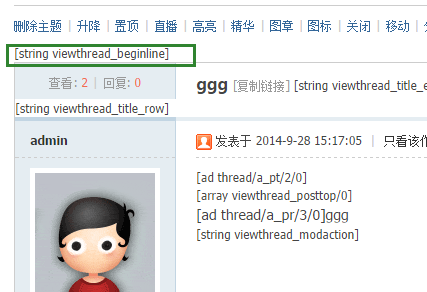 删除主题 | 升降 | 置顶 | 直播 | 高亮 | 精华 | 图章 | 图标 | 关闭 | 移动
[string viewthread_beginline]
查看: 2 | 回复: 0
ggg [复制链接] [string viewthread_title_e
[string viewthread_title_row]
admin
发表于 2014-9-28 15:17:05 | 只看该作
[ad thread/a_pt/2/0]
[array viewthread_posttop/0]
[ad thread/a_pr/3/0]ggg
[string viewthread_modaction]